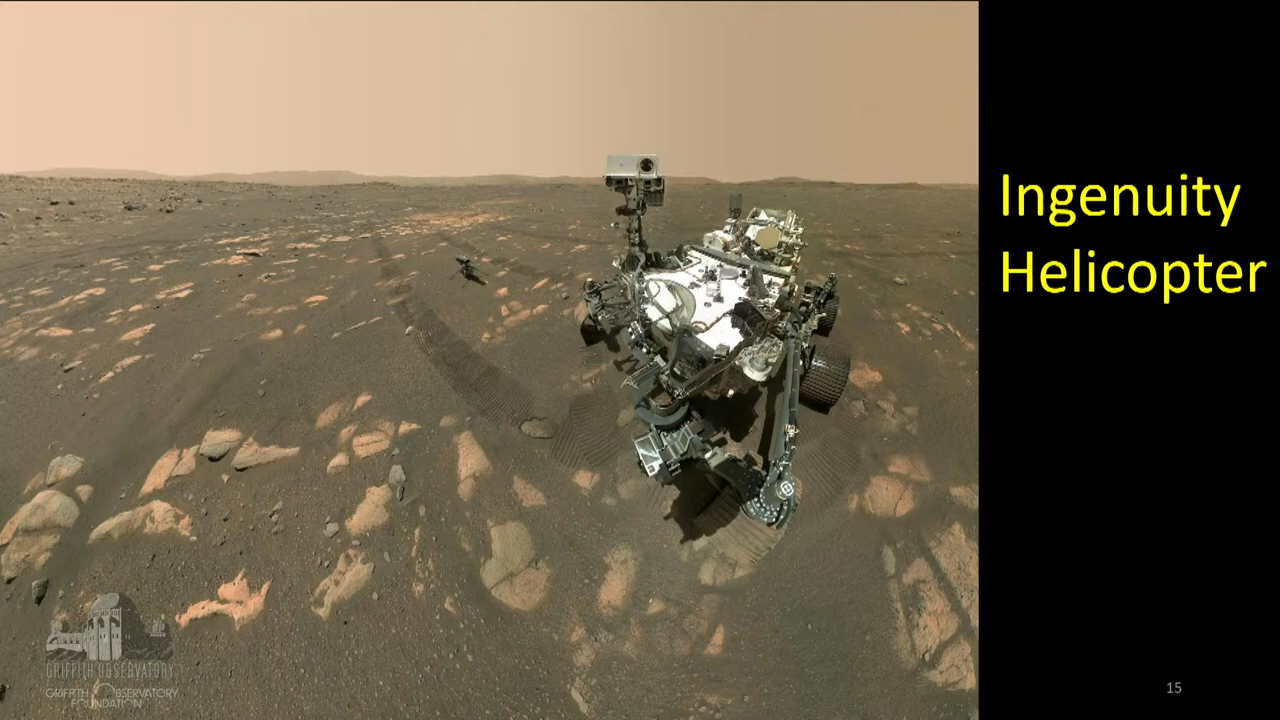 Ingenuity
Helicopter
GRIFFITH OBSERVATORY
GRIFFITH OBSERVATORY
FOUNDATION
15